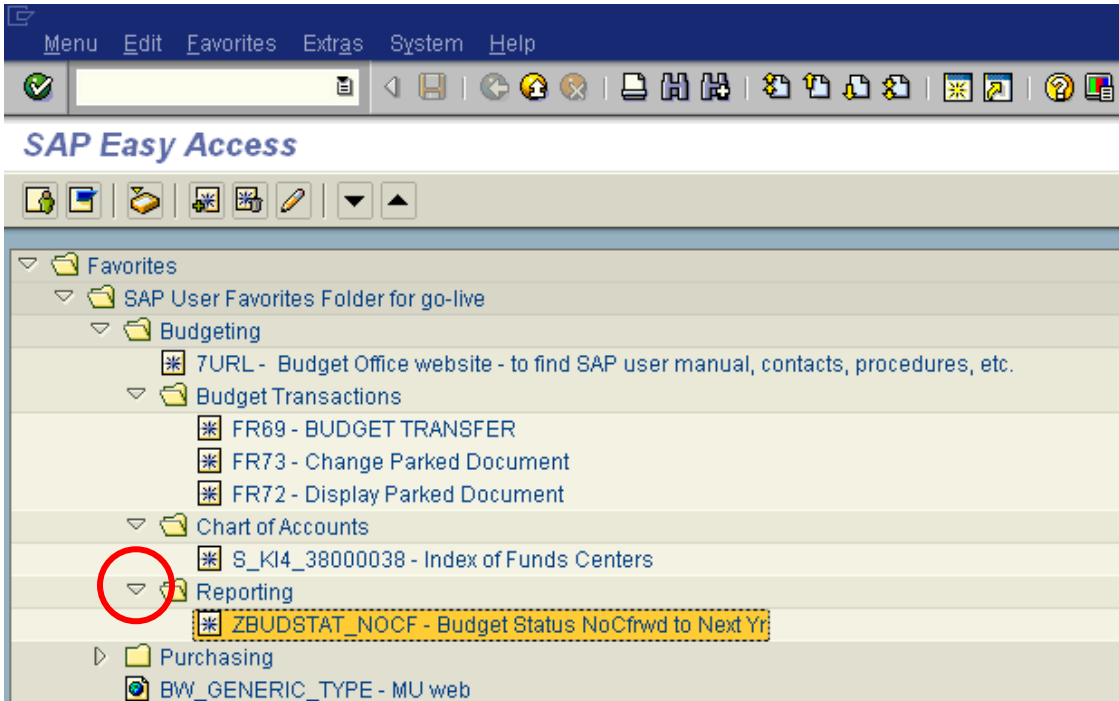 Menu Edit Favorites Extras System Help
SAP Easy Access
Favorites
SAP User Favorites Folder for go-live
Budgeting
7URL - Budget Office website - to find SAP user manual, contacts, procedures, etc.
Budget Transactions
FR69 - BUDGET TRANSFER
FR73 - Change Parked Document
FR72 - Display Parked Document
Chart of Accounts
S_KI4_38000038 - Index of Funds Centers
Reporting
ZBUDSTAT_NOCF - Budget Status NoCfrwd to Next Yr
Purchasing
BW_GENERIC_TYPE - MU web